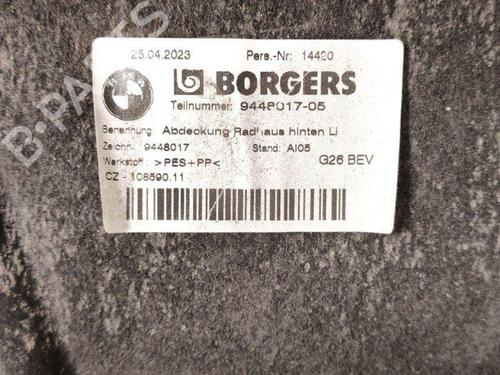 25.04.2023 Pers.-Nr: 14420
BMW BORGERS
Teilnummer: 9448017-05
Benennung: Abdeckung Radhaus hinten Li
Zeichn. 9448017 Stand: AI05
Werkstoff: >PES+PP< G26 BEV
CZ - 108590.11
B-PARTS